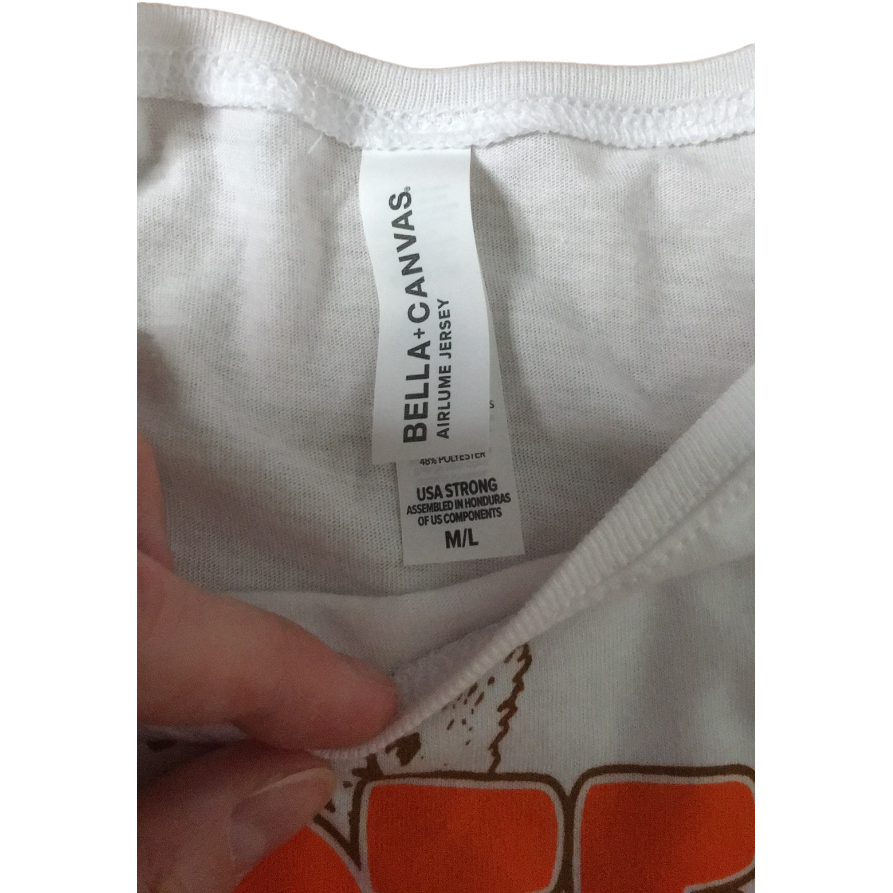 BELLA+CANVAS®
AIRLUME JERSEY
48% POLYESTER
USA STRONG
ASSEMBLED IN HONDURAS
OF US COMPONENTS
M/L